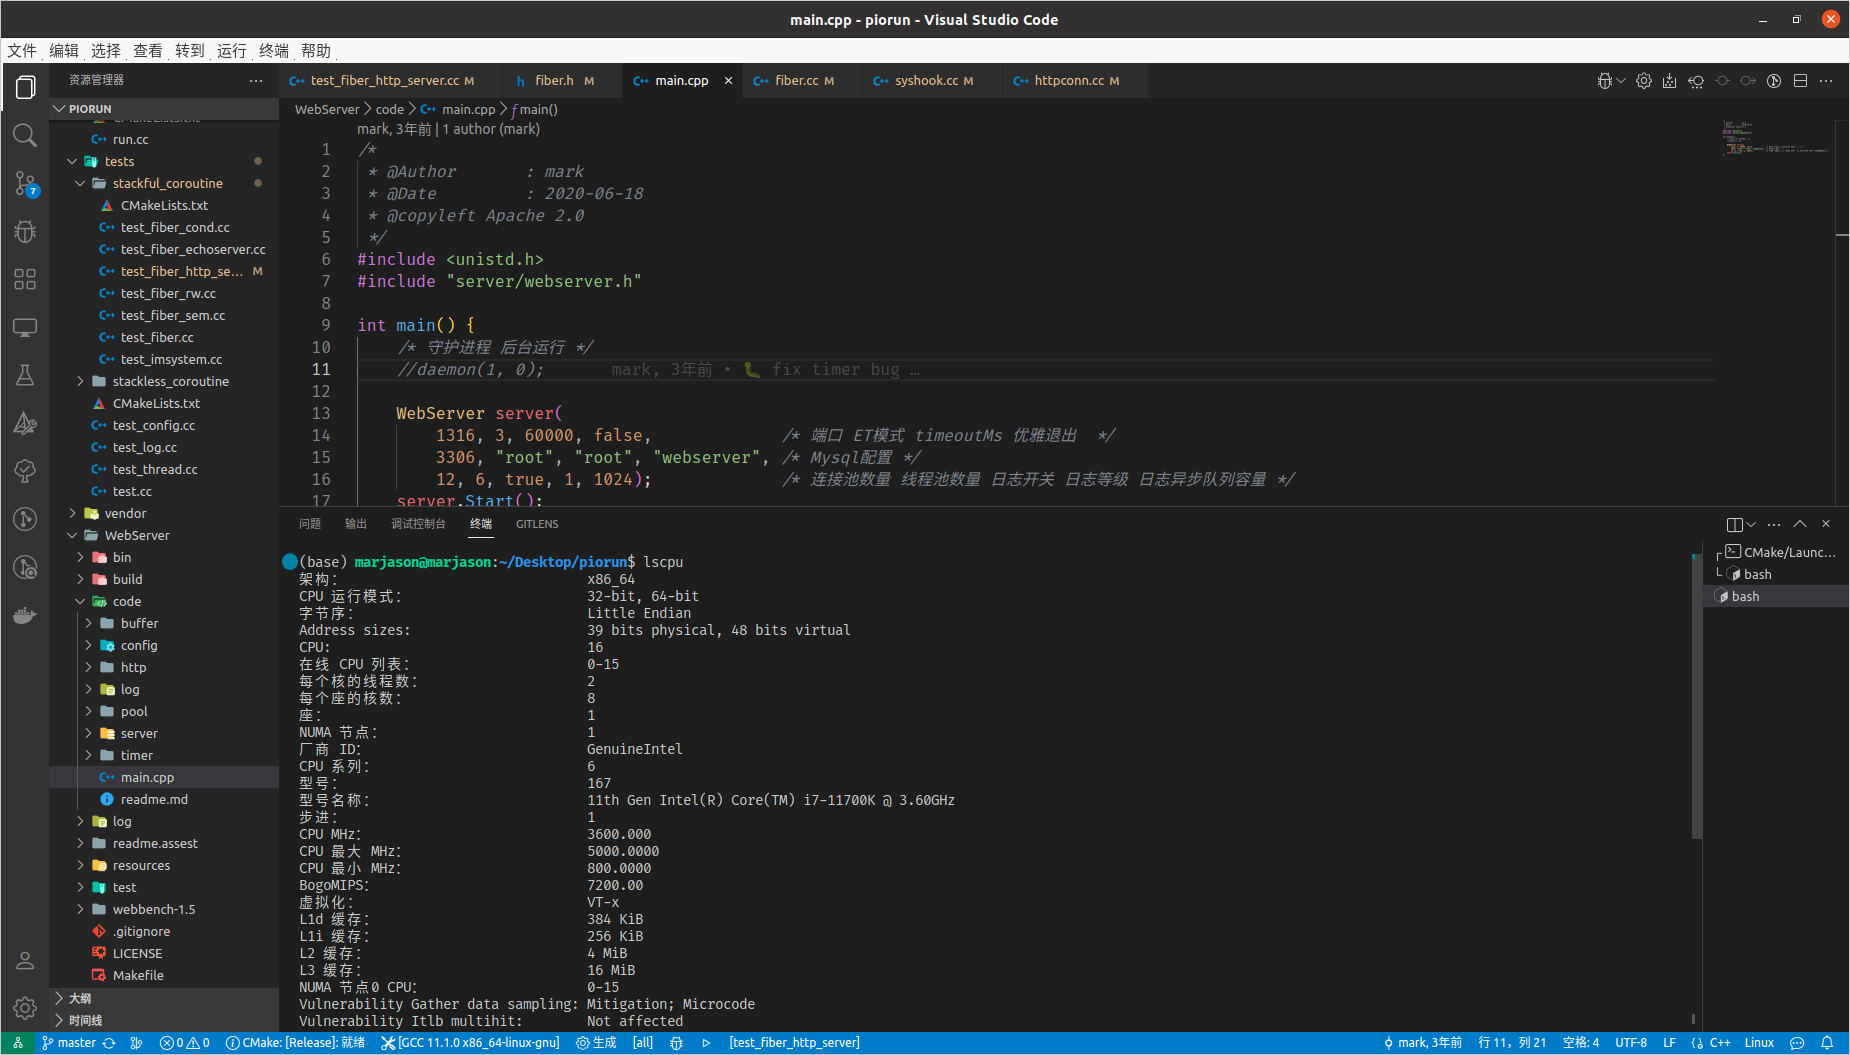 main.cpp - piorun - Visual Studio Code
文件 编辑 选择 查看 转到 运行 终端 帮助
资源管理器
PIORUN
CMakeLists.txt
run.cc
tests
stackful_coroutine
CMakeLists.txt
test_fiber_cond.cc
test_fiber_echoserver.cc
test_fiber_http_se... M
test_fiber_rw.cc
test_fiber_sem.cc
test_fiber.cc
test_imsystem.cc
stackless_coroutine
CMakeLists.txt
test_config.cc
test_log.cc
test_thread.cc
test.cc
vendor
WebServer
bin
build
code
buffer
config
http
log
pool
server
timer
main.cpp
readme.md
log
readme.assest
resources
test
webbench-1.5
.gitignore
LICENSE
Makefile
大纲
时间线
7
test_fiber_http_server.cc M
fiber.h M
main.cpp
fiber.cc M
syshook.cc M
httpconn.cc M
WebServer > code > main.cpp > main()
mark, 3年前 | 1 author (mark)
1 /*
2 * @Author : mark
3 * @Date : 2020-06-18
4 * @copyleft Apache 2.0
5 */
6 #include <unistd.h>
7 #include "server/webserver.h"
8
9 int main() {
10 /* 守护进程 后台运行 */
11 //daemon(1, 0); mark, 3年前 • 🐛 fix timer bug …
12
13 WebServer server(
14 1316, 3, 60000, false, /* 端口 ET模式 timeoutMs 优雅退出 */
15 3306, "root", "root", "webserver", /* Mysql配置 */
16 12, 6, true, 1, 1024); /* 连接池数量 线程池数量 日志开关 日志等级 日志异步队列容量 */
17 server.Start();
问题 输出 调试控制台 终端 GITLENS
(base) marjason@marjason:~/Desktop/piorun$ lscpu
架构: x86_64
CPU 运行模式: 32-bit, 64-bit
字节序: Little Endian
Address sizes: 39 bits physical, 48 bits virtual
CPU: 16
在线 CPU 列表: 0-15
每个核的线程数: 2
每个座的核数: 8
座: 1
NUMA 节点: 1
厂商 ID: GenuineIntel
CPU 系列: 6
型号: 167
型号名称: 11th Gen Intel(R) Core(TM) i7-11700K @ 3.60GHz
步进: 1
CPU MHz: 3600.000
CPU 最大 MHz: 5000.0000
CPU 最小 MHz: 800.0000
BogoMIPS: 7200.00
虚拟化: VT-x
L1d 缓存: 384 KiB
L1i 缓存: 256 KiB
L2 缓存: 4 MiB
L3 缓存: 16 MiB
NUMA 节点0 CPU: 0-15
Vulnerability Gather data sampling: Mitigation; Microcode
Vulnerability Itlb multihit: Not affected
CMake/Launc...
bash
bash
master 0 0 CMake: [Release]: 就绪 [GCC 11.1.0 x86_64-linux-gnu] 生成 [all] [test_fiber_http_server] mark, 3年前 行 11, 列 21 空格: 4 UTF-8 LF {} C++ Linux